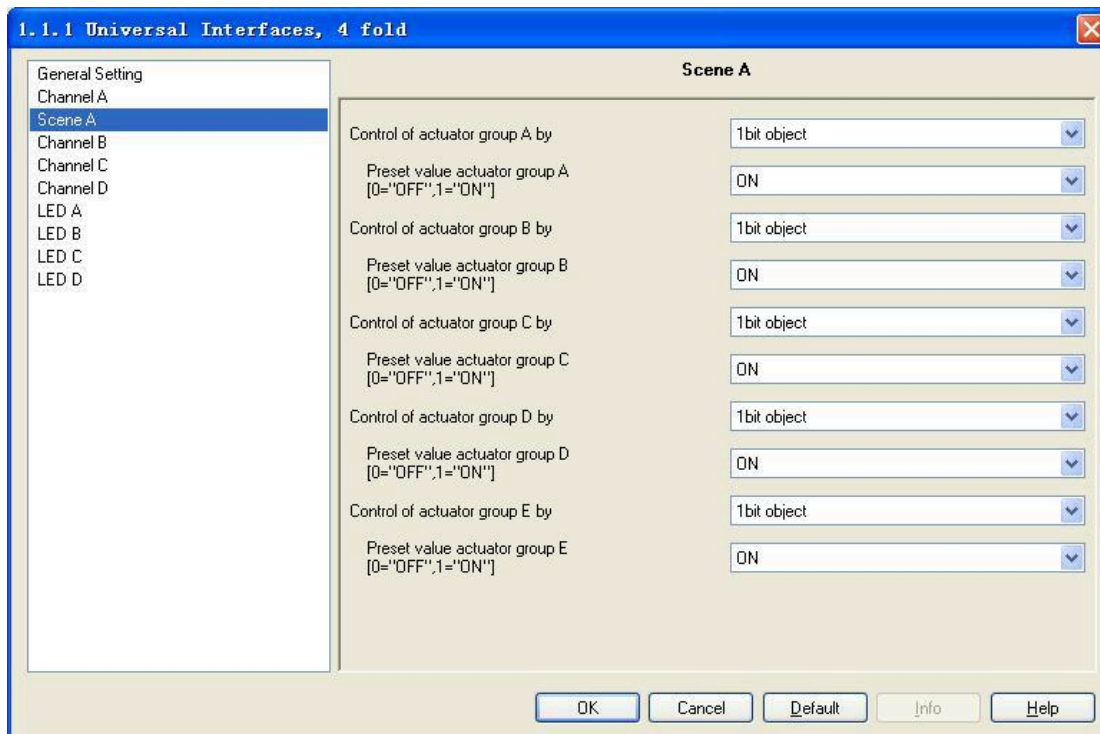 1.1.1 Universal Interfaces, 4 fold
General Setting
Channel A
Scene A
Channel B
Channel C
Channel D
LED A
LED B
LED C
LED D
Scene A
Control of actuator group A by
1bit object
Preset value actuator group A
[0="OFF",1="ON"]
ON
Control of actuator group B by
1bit object
Preset value actuator group B
[0="OFF",1="ON"]
ON
Control of actuator group C by
1bit object
Preset value actuator group C
[0="OFF",1="ON"]
ON
Control of actuator group D by
1bit object
Preset value actuator group D
[0="OFF",1="ON"]
ON
Control of actuator group E by
1bit object
Preset value actuator group E
[0="OFF",1="ON"]
ON
OK Cancel Default Info Help